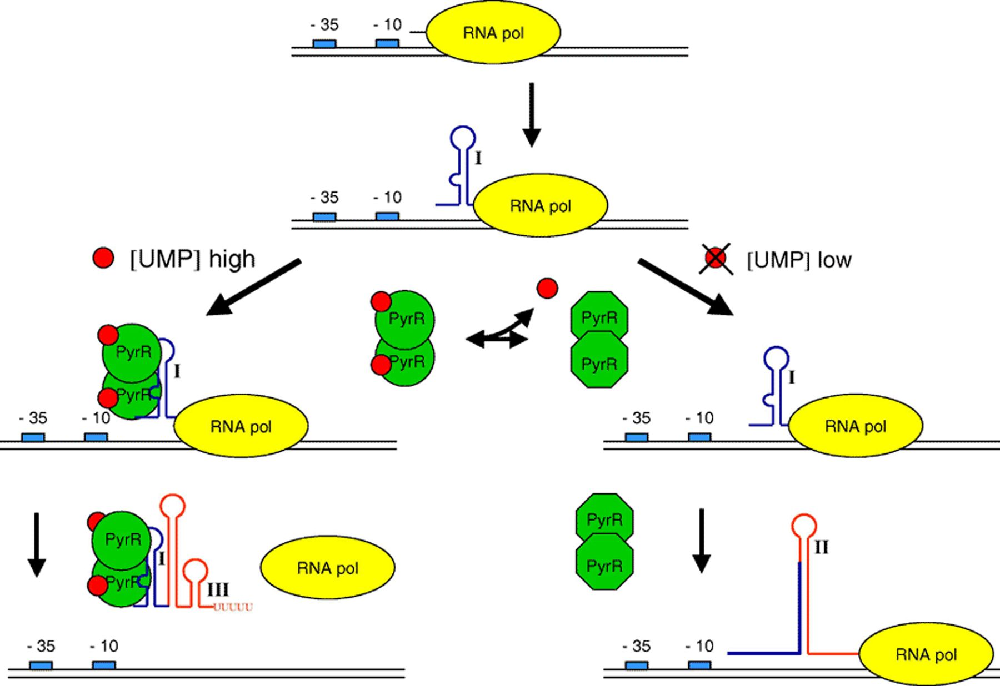 - 35 - 10 RNA pol
I
- 35 - 10 RNA pol
[UMP] high
[UMP] low
PyrR
PyrR
PyrR
PyrR
PyrR
PyrR
I
- 35 - 10 RNA pol
I
- 35 - 10 RNA pol
PyrR
PyrR
I
III
UUUUU
RNA pol
- 35 - 10
PyrR
PyrR
II
- 35 - 10 RNA pol